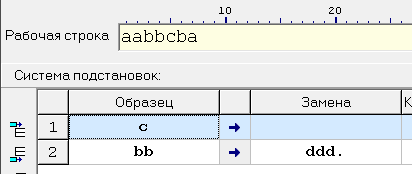 10 20
Рабочая строка aabbcba
Система подстановок:
Образец Замена К
1 c
2 bb ddd.